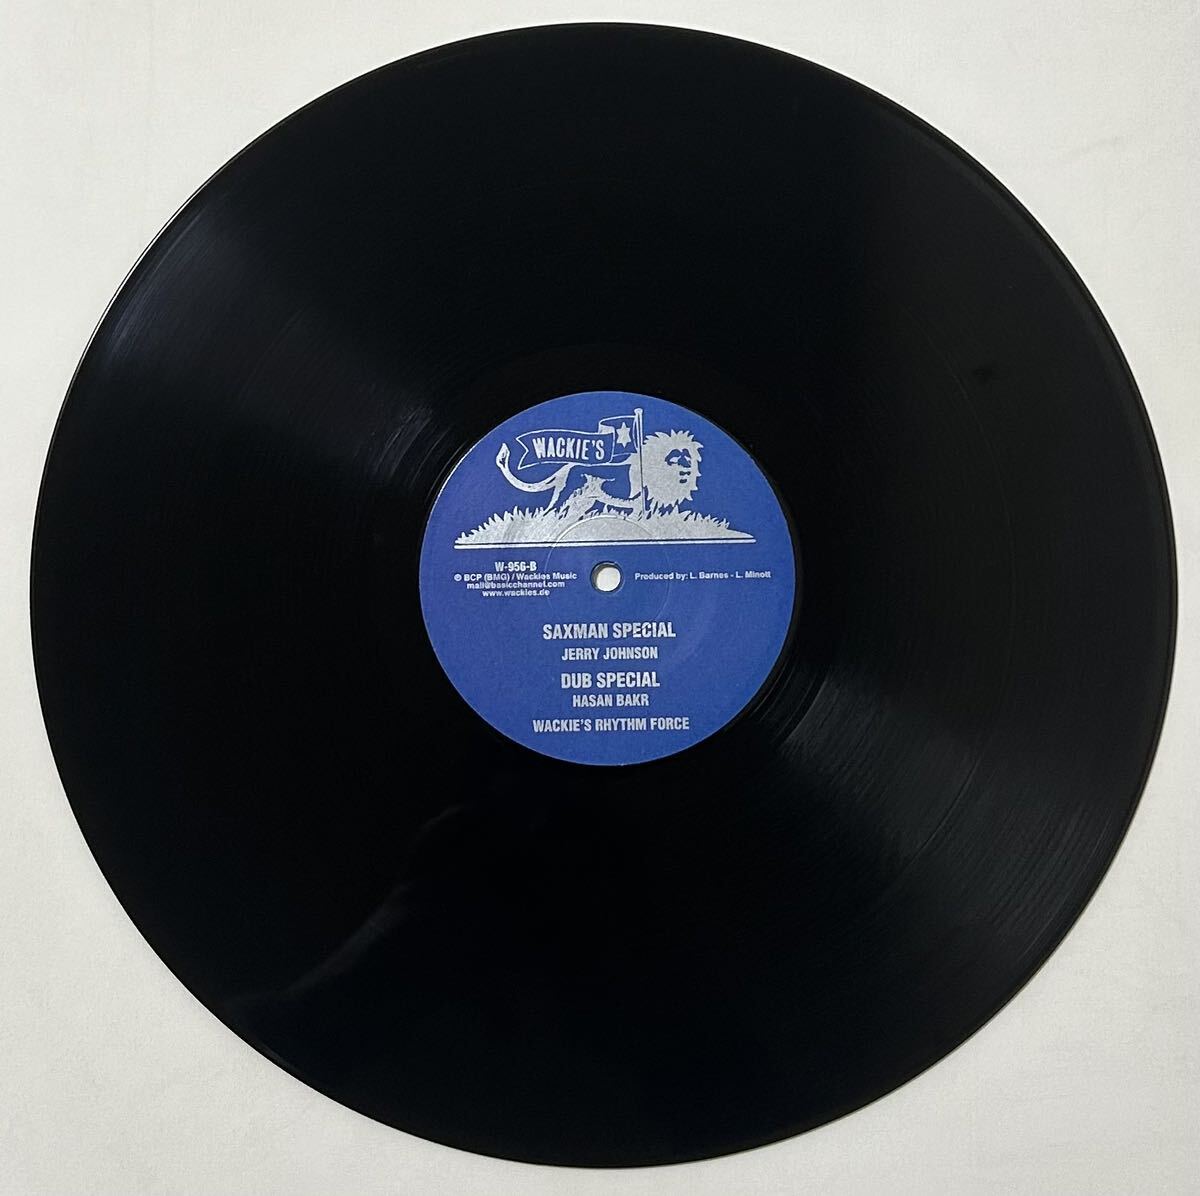 WACKIE'S
W-956-B
© BCP (BMG) / Wackies Music
mail@basicchannel.com
www.wackies.de
Produced by: L. Barnes - L. Minott
SAXMAN SPECIAL
JERRY JOHNSON
DUB SPECIAL
HASAN BAKR
WACKIE'S RHYTHM FORCE